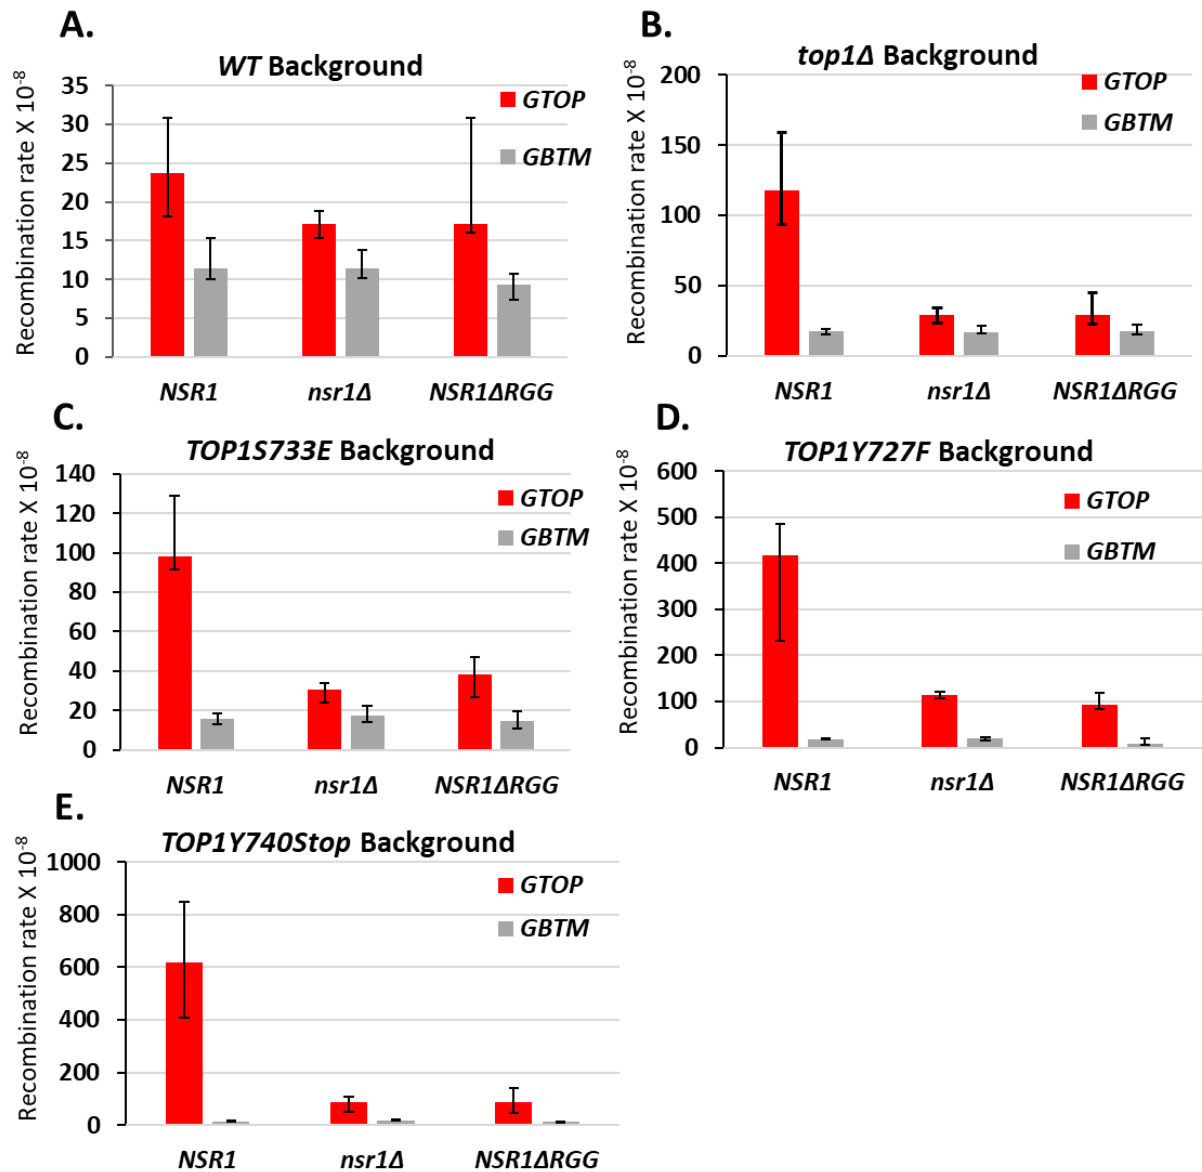 A.
WT Background
Recombination rate X 10-8
35
30
25
20
15
10
5
0
GTOP
GBTM
NSR1 nsr1Δ NSR1ΔRGG
B.
top1Δ Background
Recombination rate X 10-8
200
150
100
50
0
GTOP
GBTM
NSR1 nsr1Δ NSR1ΔRGG
C.
TOP1S733E Background
Recombination rate X 10-8
140
120
100
80
60
40
20
0
GTOP
GBTM
NSR1 nsr1Δ NSR1ΔRGG
D.
TOP1Y727F Background
Recombination rate X 10-8
600
500
400
300
200
100
0
GTOP
GBTM
NSR1 nsr1Δ NSR1ΔRGG
E.
TOP1Y740Stop Background
Recombination rate X 10-8
1000
800
600
400
200
0
GTOP
GBTM
NSR1 nsr1Δ NSR1ΔRGG